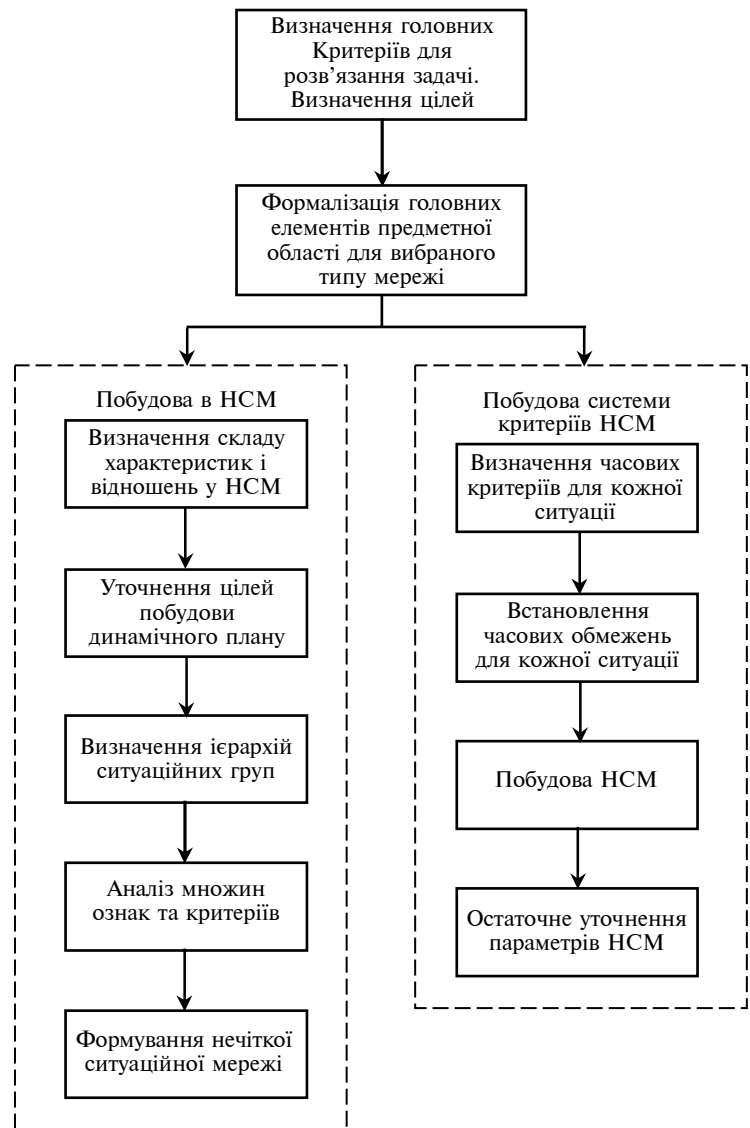 Визначення головних
Критеріїв для
розв'язання задачі.
Визначення цілей
Формалізація головних
елементів предметної
області для вибраного
типу мережі
Побудова в НСМ
Визначення складу
характеристик і
відношень у НСМ
Уточнення цілей
побудови
динамічного плану
Визначення ієрархій
ситуаційних груп
Аналіз множин
ознак та критеріїв
Формування нечіткої
ситуаційної мережі
Побудова системи
критеріїв НСМ
Визначення часових
критеріїв для кожної
ситуації
Встановлення
часових обмежень
для кожної ситуації
Побудова НСМ
Остаточне уточнення
параметрів НСМ